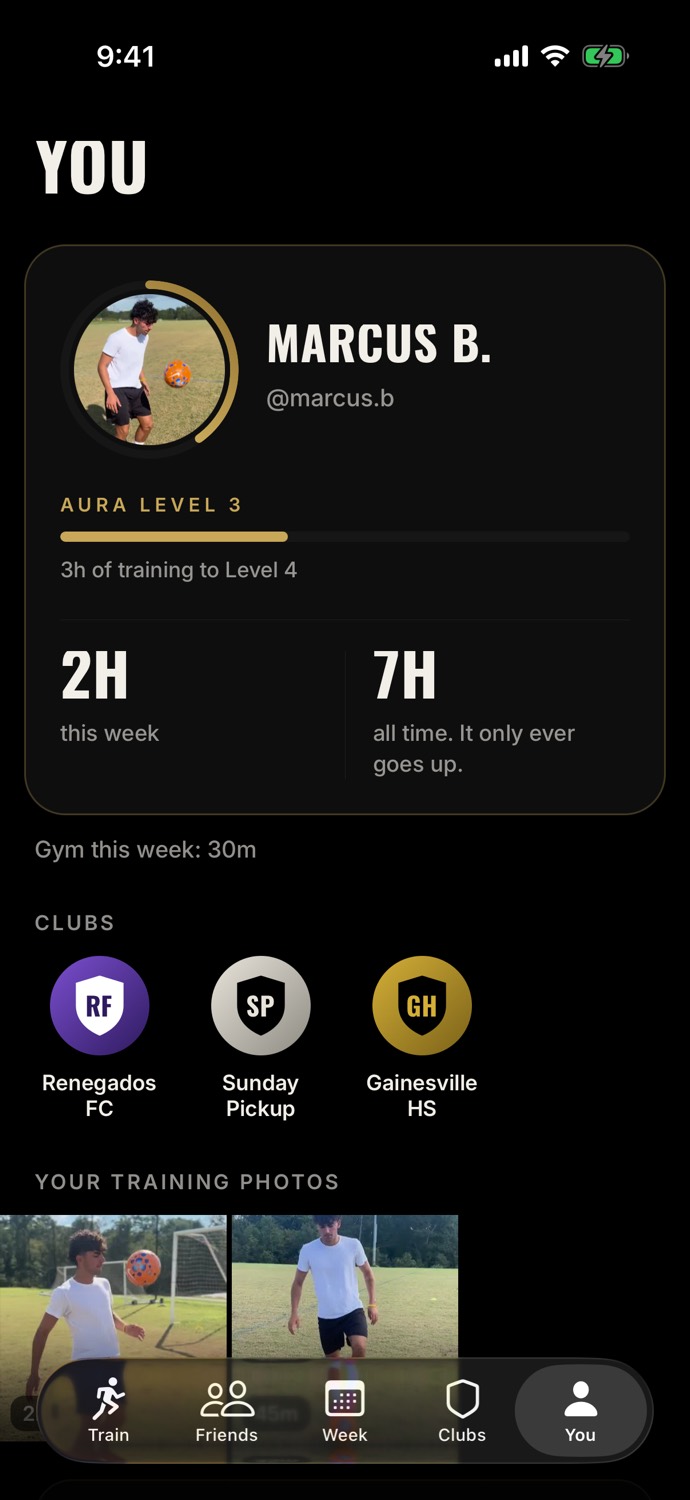 9:41
YOU
MARCUS B.
@marcus.b
AURA LEVEL 3
3h of training to Level 4
2H
this week
7H
all time. It only ever
goes up.
Gym this week: 30m
CLUBS
RF
SP
GH
Renegados
FC
Sunday
Pickup
Gainesville
HS
YOUR TRAINING PHOTOS
Train
Friends
Week
Clubs
You